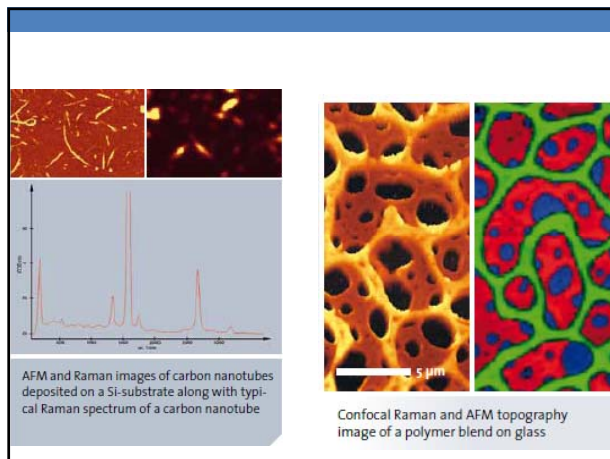 AFM and Raman images of carbon nanotubes
deposited on a Si-substrate along with typi-
cal Raman spectrum of a carbon nanotube
5 µm
Confocal Raman and AFM topography
image of a polymer blend on glass